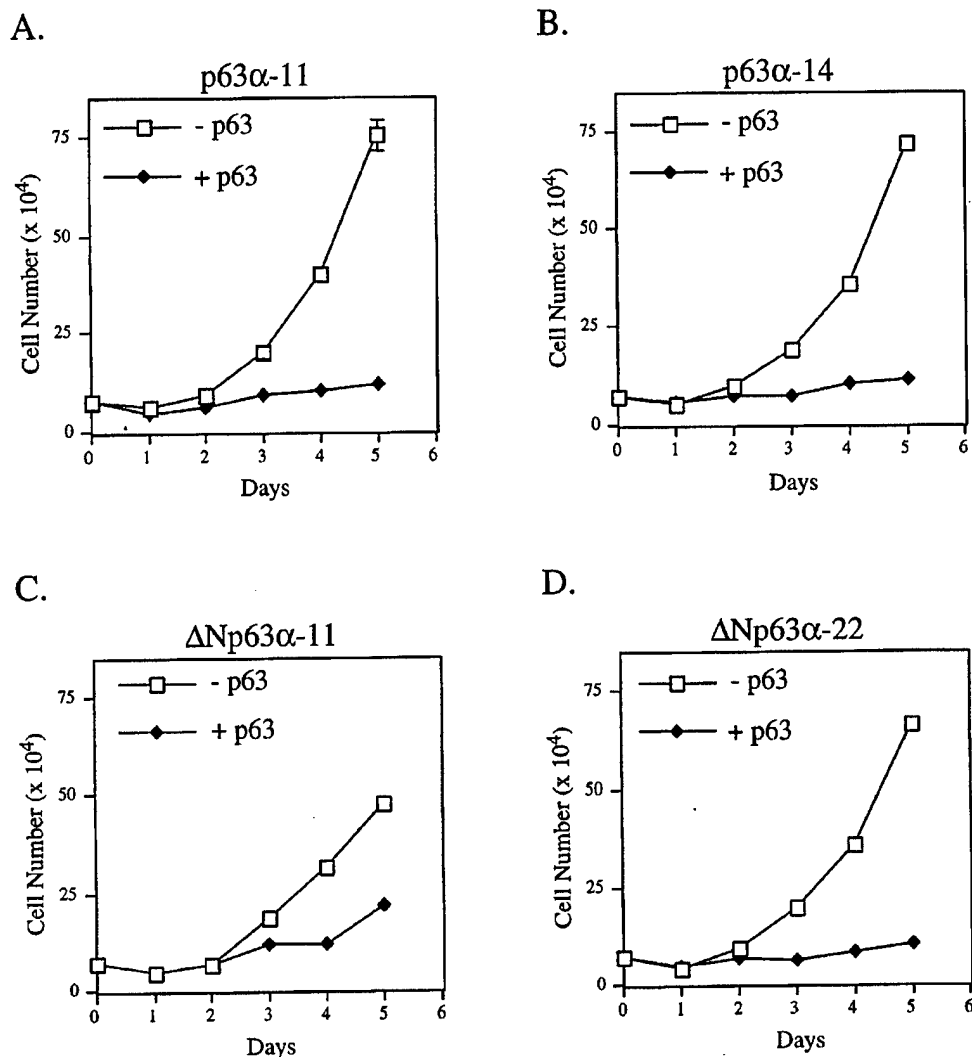 A.
p63α-11
- p63
+ p63
75
50
25
0
Cell Number (x 10⁴)
0 1 2 3 4 5 6
Days
B.
p63α-14
- p63
+ p63
75
50
25
0
Cell Number (x 10⁴)
0 1 2 3 4 5 6
Days
C.
ΔNp63α-11
- p63
+ p63
75
50
25
0
Cell Number (x 10⁴)
0 1 2 3 4 5 6
Days
D.
ΔNp63α-22
- p63
+ p63
75
50
25
0
Cell Number (x 10⁴)
0 1 2 3 4 5 6
Days